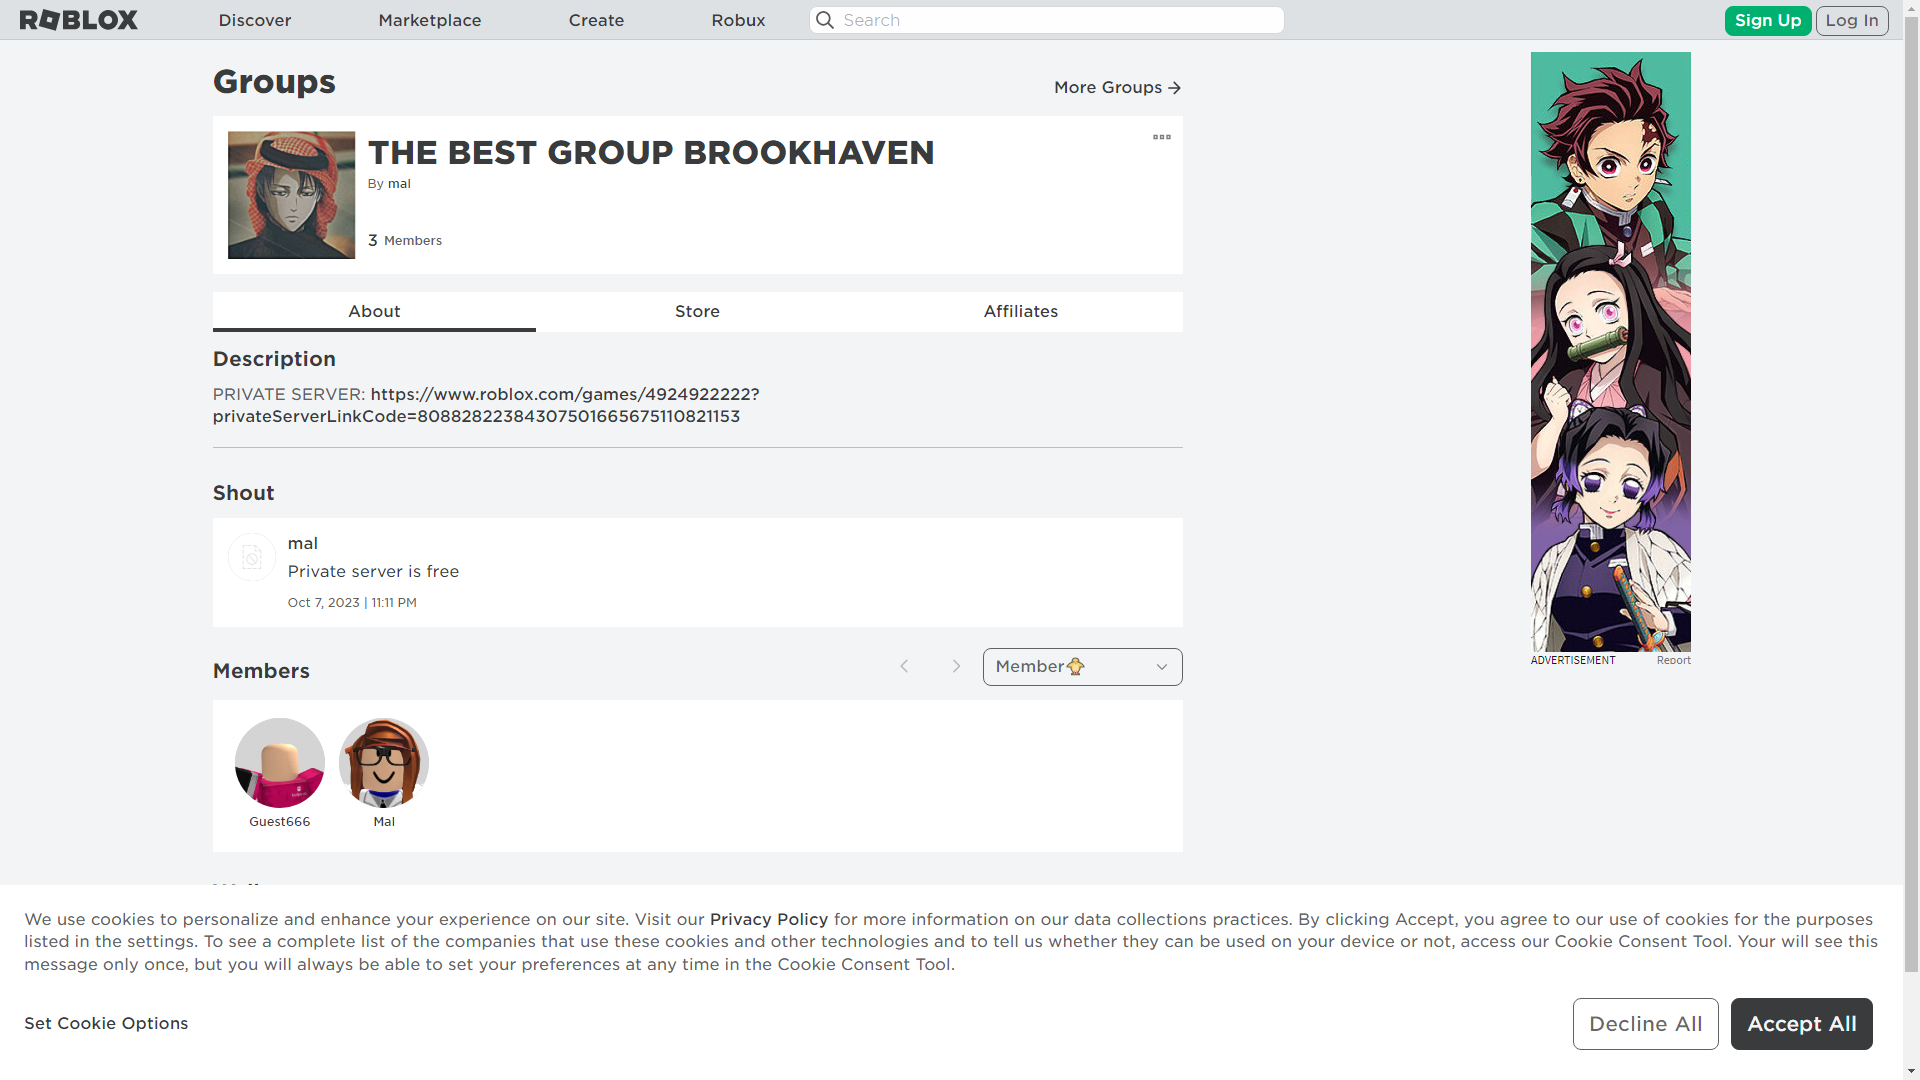 ROBLOX
Discover
Marketplace
Create
Robux
Search
Sign Up
Log In
Groups
More Groups
THE BEST GROUP BROOKHAVEN
By mal
3 Members
About
Store
Affiliates
Description
PRIVATE SERVER: https://www.roblox.com/games/4924922222?
privateServerLinkCode=80882822384307501665675110821153
Shout
mal
Private server is free
Oct 7, 2023 | 11:11 PM
ADVERTISEMENT
Report
Members
Member
Guest666
Mal
We use cookies to personalize and enhance your experience on our site. Visit our Privacy Policy for more information on our data collections practices. By clicking Accept, you agree to our use of cookies for the purposes
listed in the settings. To see a complete list of the companies that use these cookies and other technologies and to tell us whether they can be used on your device or not, access our Cookie Consent Tool. Your will see this
message only once, but you will always be able to set your preferences at any time in the Cookie Consent Tool.
Set Cookie Options
Decline All
Accept All